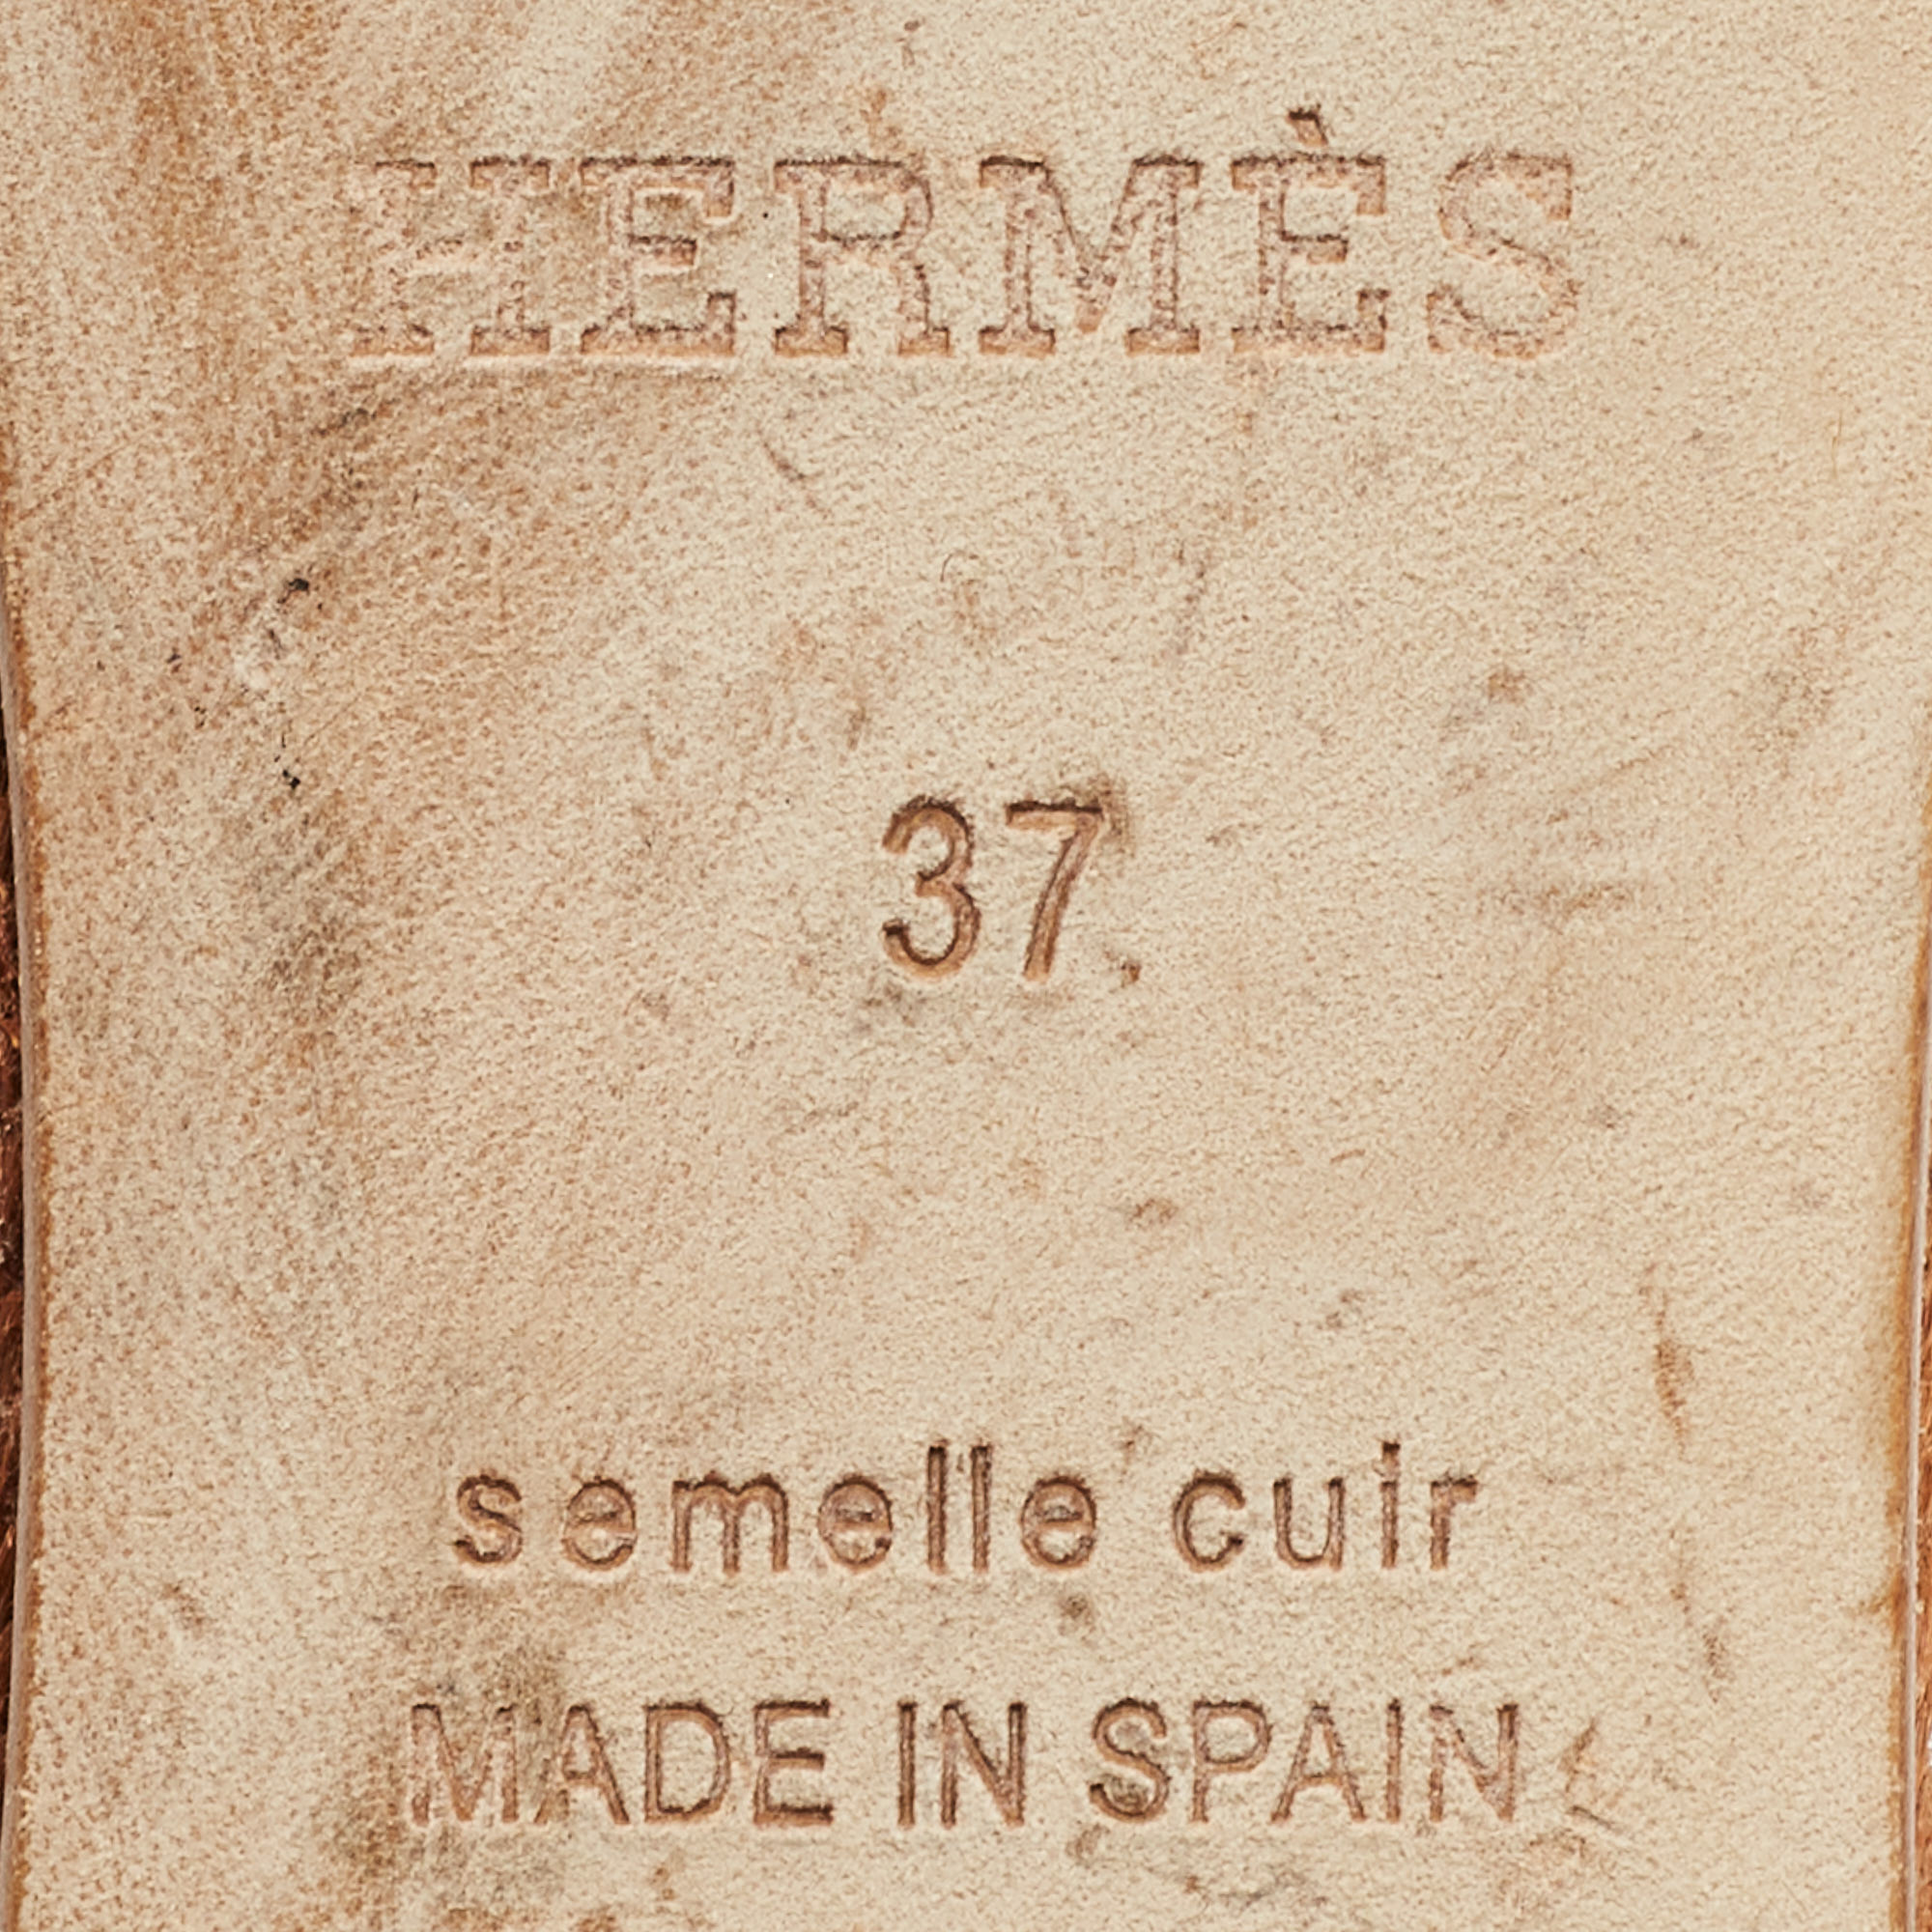 HERMÈS
37
semelle cuir
MADE IN SPAIN